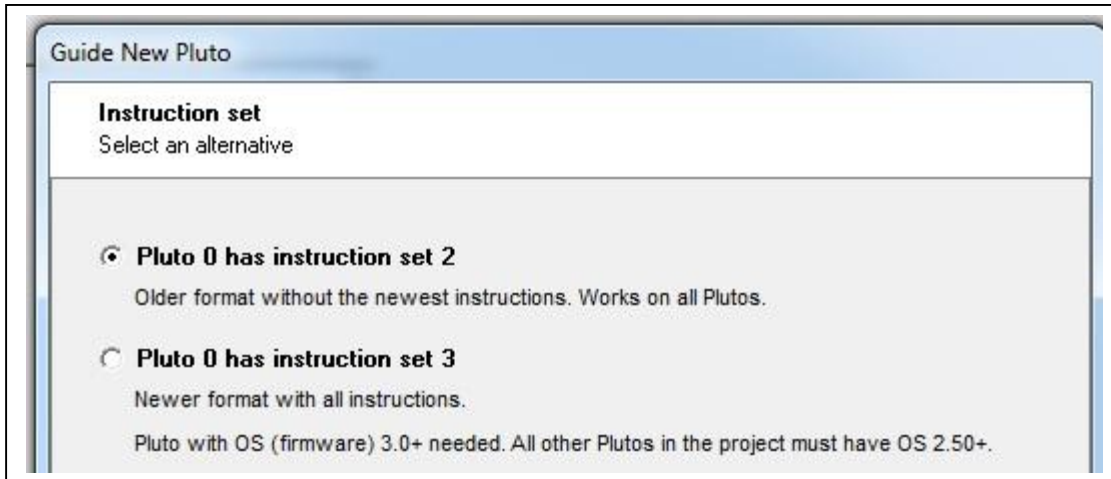 Guide New Pluto
Instruction set
Select an alternative
Pluto 0 has instruction set 2
Older format without the newest instructions. Works on all Plutos.
Pluto 0 has instruction set 3
Newer format with all instructions.
Pluto with OS (firmware) 3.0+ needed. All other Plutos in the project must have OS 2.50+.